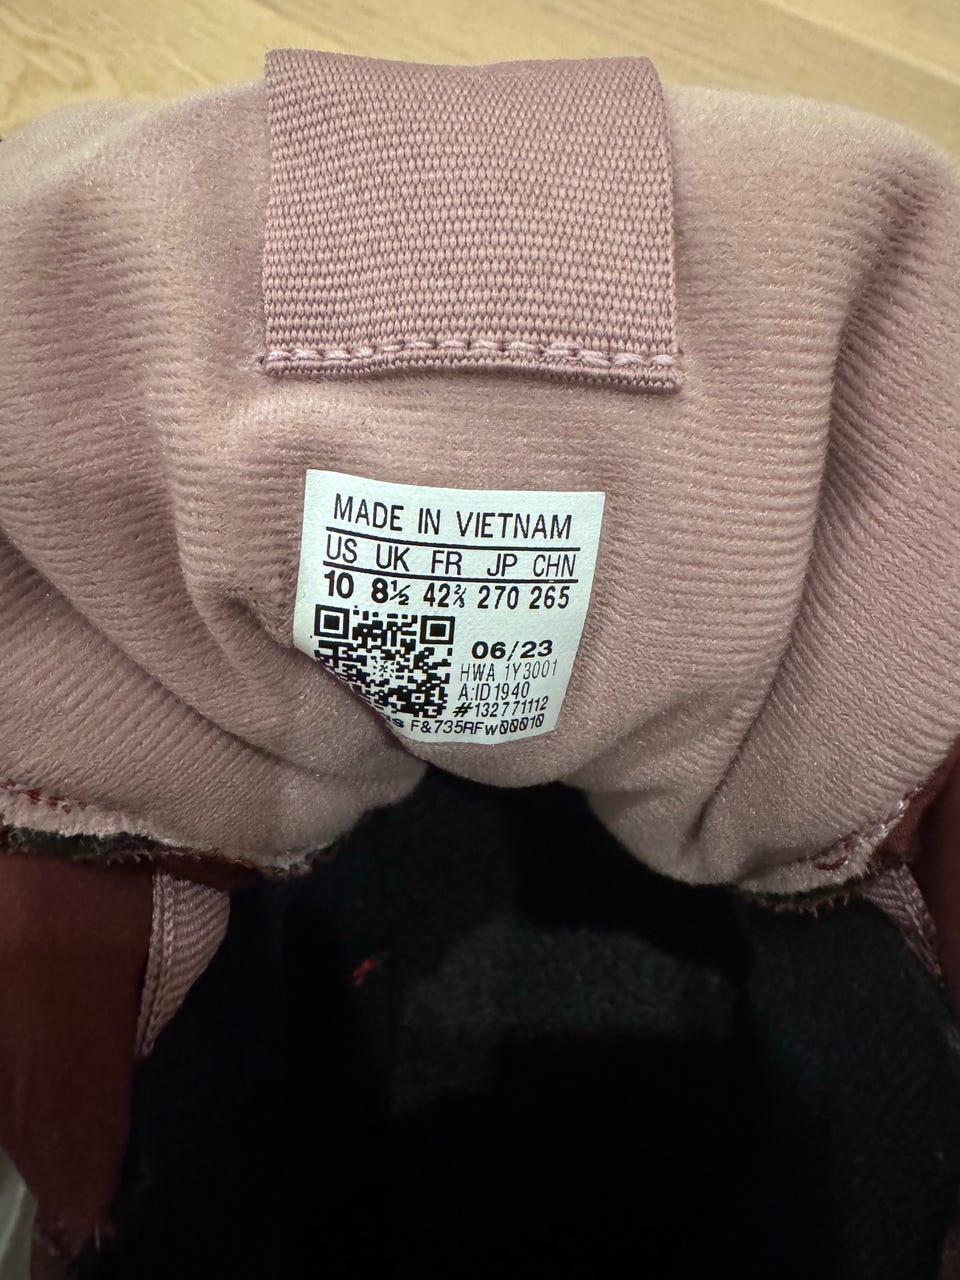 MADE IN VIETNAM
US UK FR JP CHN
10 8½ 42⅔ 270 265
06/23
HWA 1Y3001
A:ID1940
#132771112
F&735RFw00010